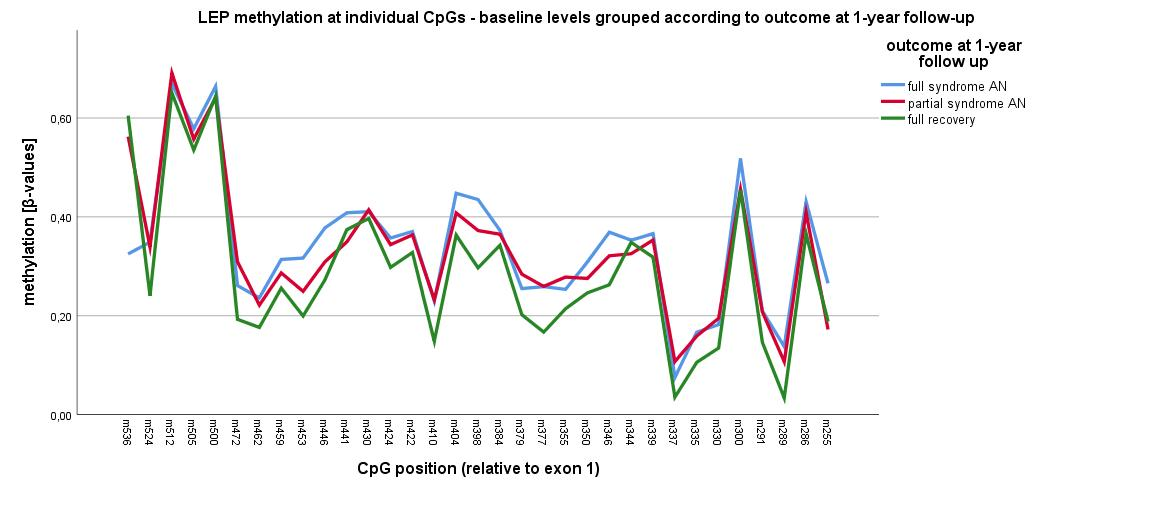 LEP methylation at individual CpGs - baseline levels grouped according to outcome at 1-year follow-up
outcome at 1-year
follow up
full syndrome AN
partial syndrome AN
full recovery
methylation [β-values]
0,60
0,40
0,20
0,00
m536
m524
m512
m505
m500
m472
m462
m459
m453
m446
m441
m430
m424
m422
m410
m404
m398
m384
m379
m377
m355
m350
m346
m344
m339
m337
m335
m330
m300
m291
m289
m286
m255
CpG position (relative to exon 1)